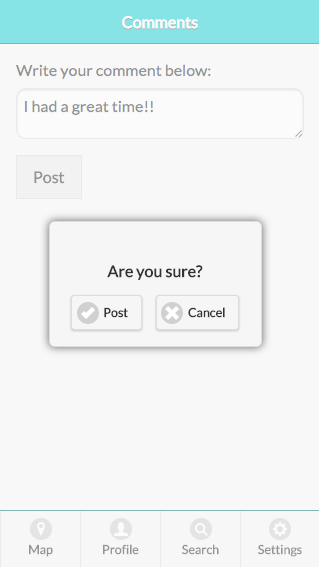 Comments
Write your comment below:
I had a great time!!
Post
Are you sure?
Post Cancel
Map Profile Search Settings